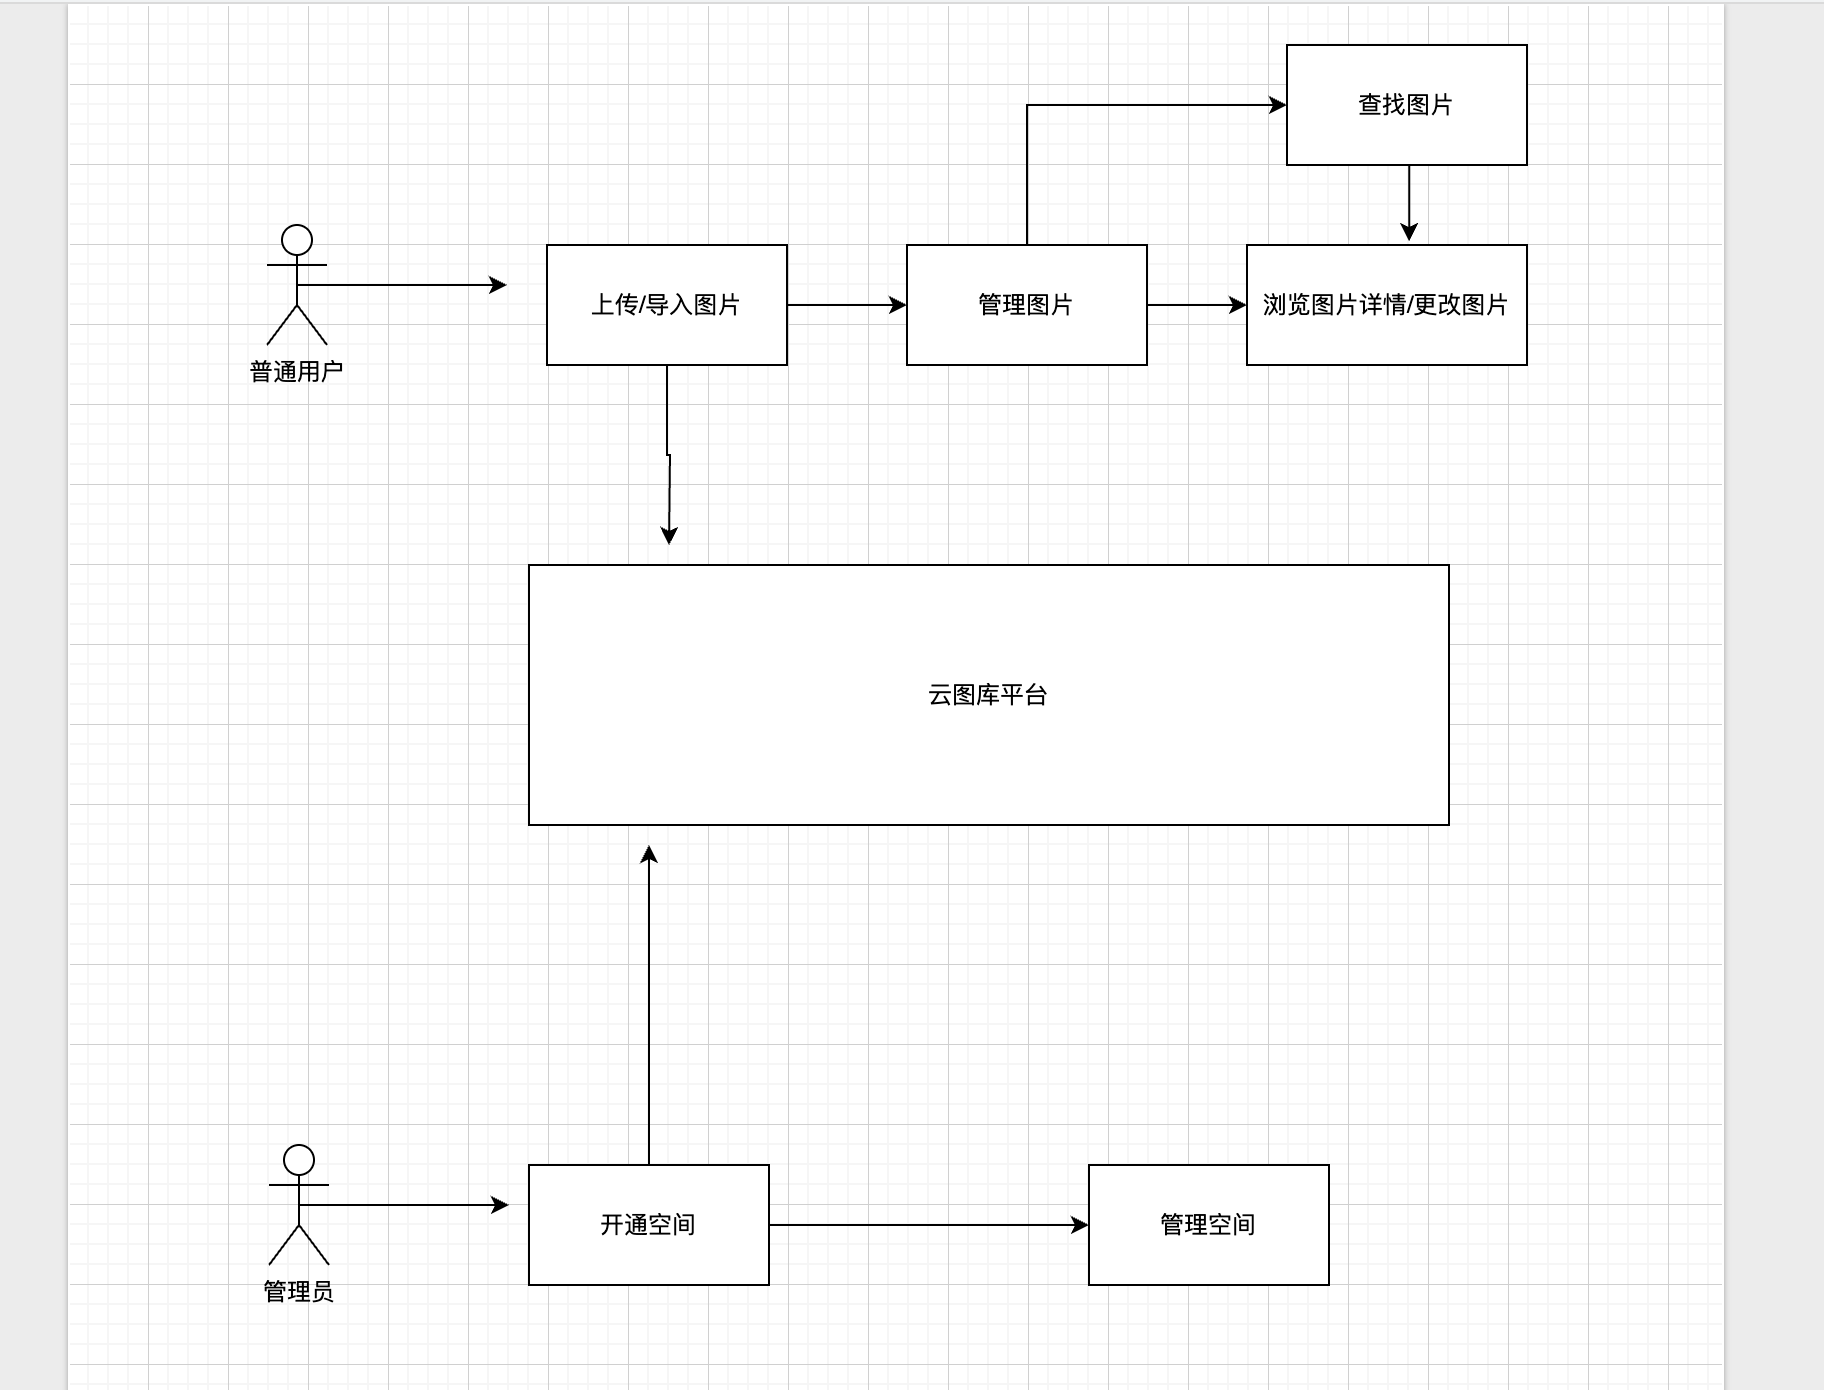 查找图片
上传/导入图片
管理图片
浏览图片详情/更改图片
普通用户
云图库平台
开通空间
管理空间
管理员